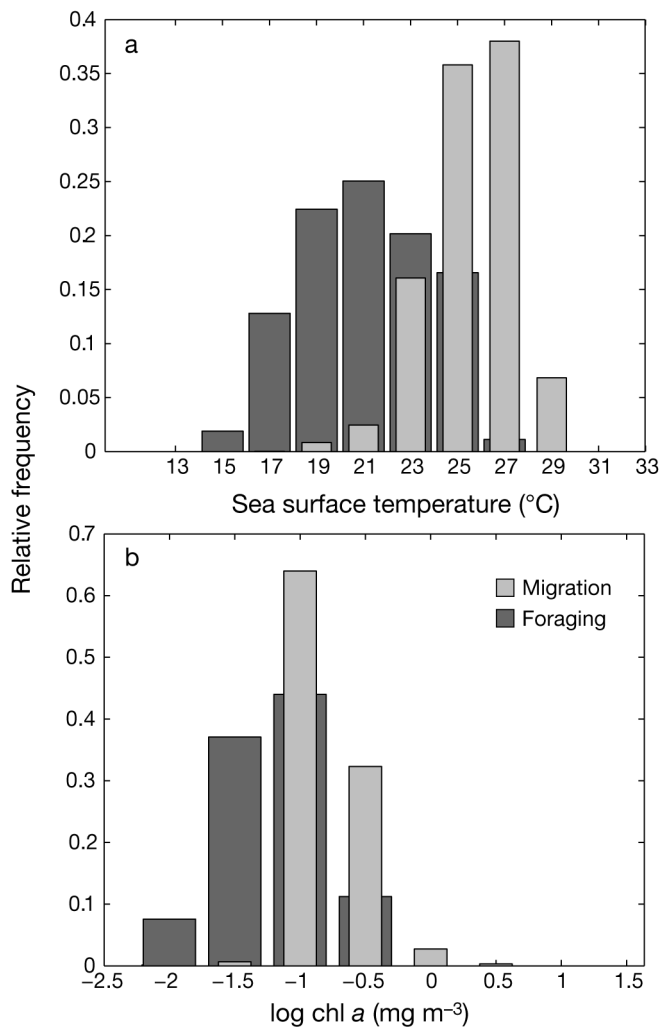 0.4
a
0.35
0.3
0.25
0.2
0.15
0.1
0.05
0
13 15 17 19 21 23 25 27 29 31 33
Sea surface temperature (°C)
Relative frequency
0.7
b
0.6
Migration
Foraging
0.5
0.4
0.3
0.2
0.1
0
−2.5 −2 −1.5 −1 −0.5 0 0.5 1 1.5
log chl a (mg m⁻³)